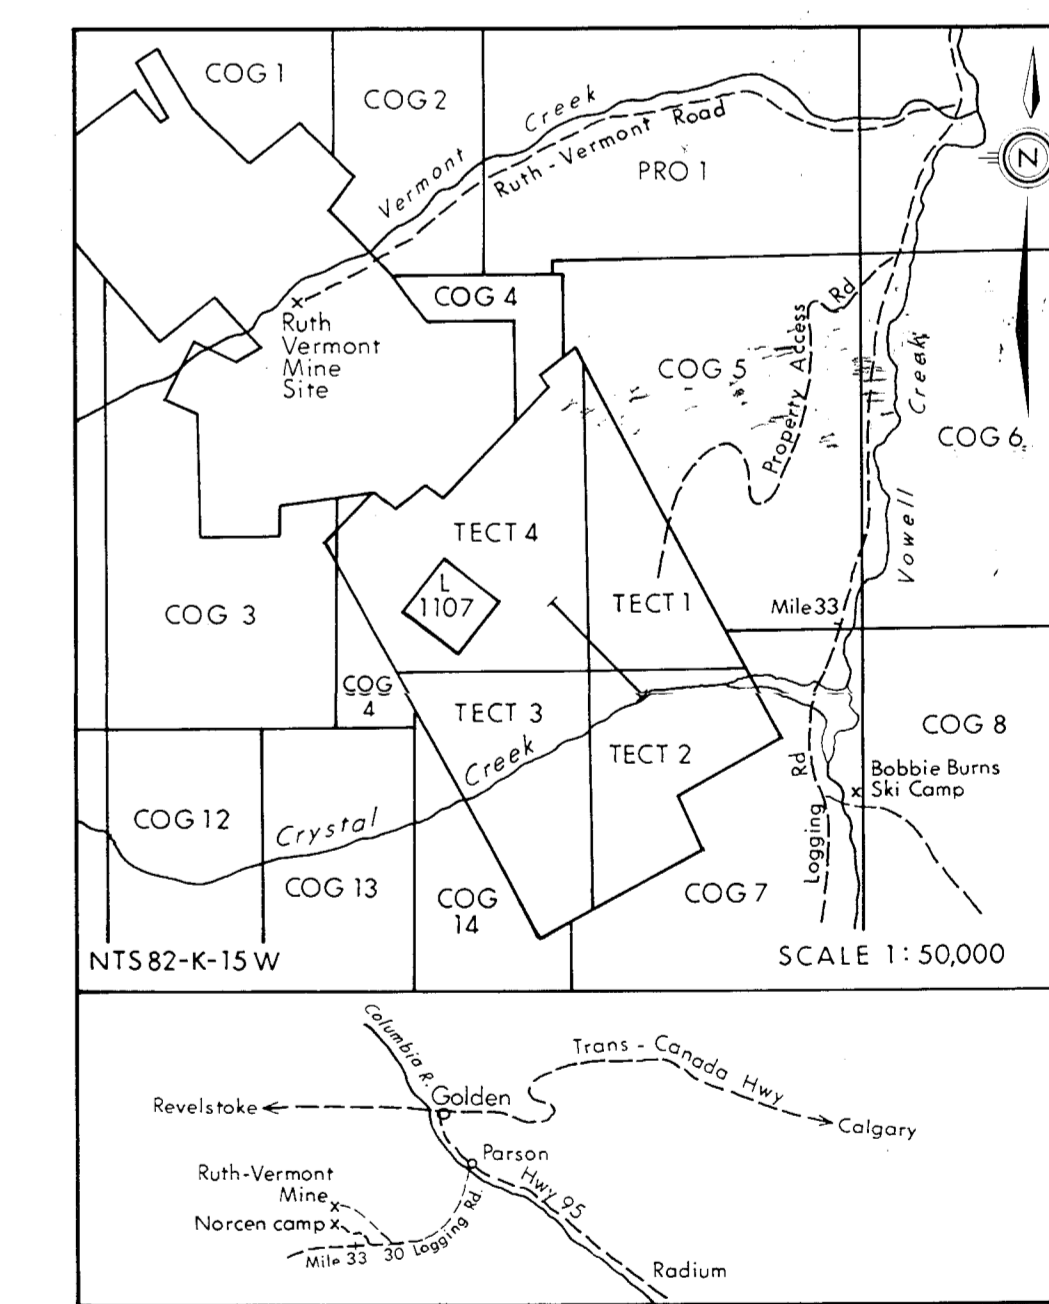 COG 1
COG 2
Vermont Creek
Ruth-Vermont Road
PRO 1
N
COG 4
Ruth
Vermont
Mine
Site
COG 5
Property Access Rd
Vowell Creek
COG 6
TECT 4
L
1107
TECT 1
Mile 33
COG 3
COG
4
TECT 3
TECT 2
COG 8
Bobbie Burns
Ski Camp
Logging Rd
Crystal Creek
COG 12
COG 13
COG
14
COG 7
NTS 82-K-15 W
SCALE 1:50,000
Columbia R.
Trans-Canada Hwy
Golden
Revelstoke
Calgary
Parson
Hwy 95
Ruth-Vermont
Mine
Norcen camp
Mile 33 30 Logging Rd.
Radium